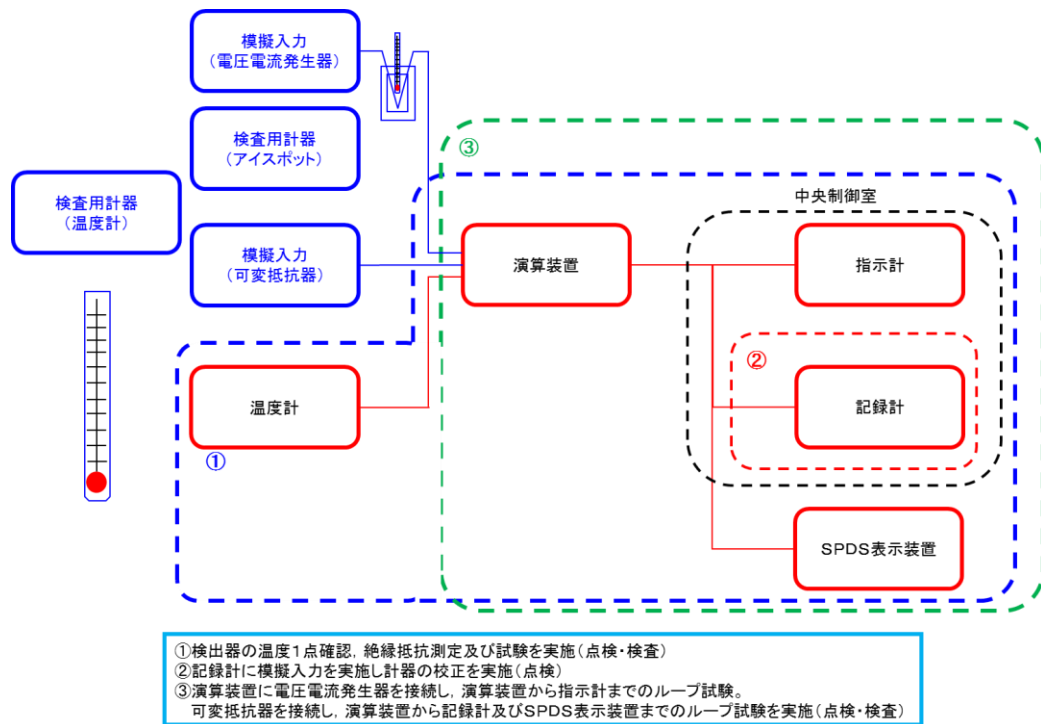 模擬入力
(電圧電流発生器)
検査用計器
(アイスポット)
検査用計器
(温度計)
模擬入力
(可変抵抗器)
③
中央制御室
演算装置
指示計
②
記録計
温度計
①
SPDS表示装置
①検出器の温度1点確認，絶縁抵抗測定及び試験を実施(点検・検査)
②記録計に模擬入力を実施し計器の校正を実施(点検)
③演算装置に電圧電流発生器を接続し，演算装置から指示計までのループ試験。
可変抵抗器を接続し，演算装置から記録計及びSPDS表示装置までのループ試験を実施(点検・検査)